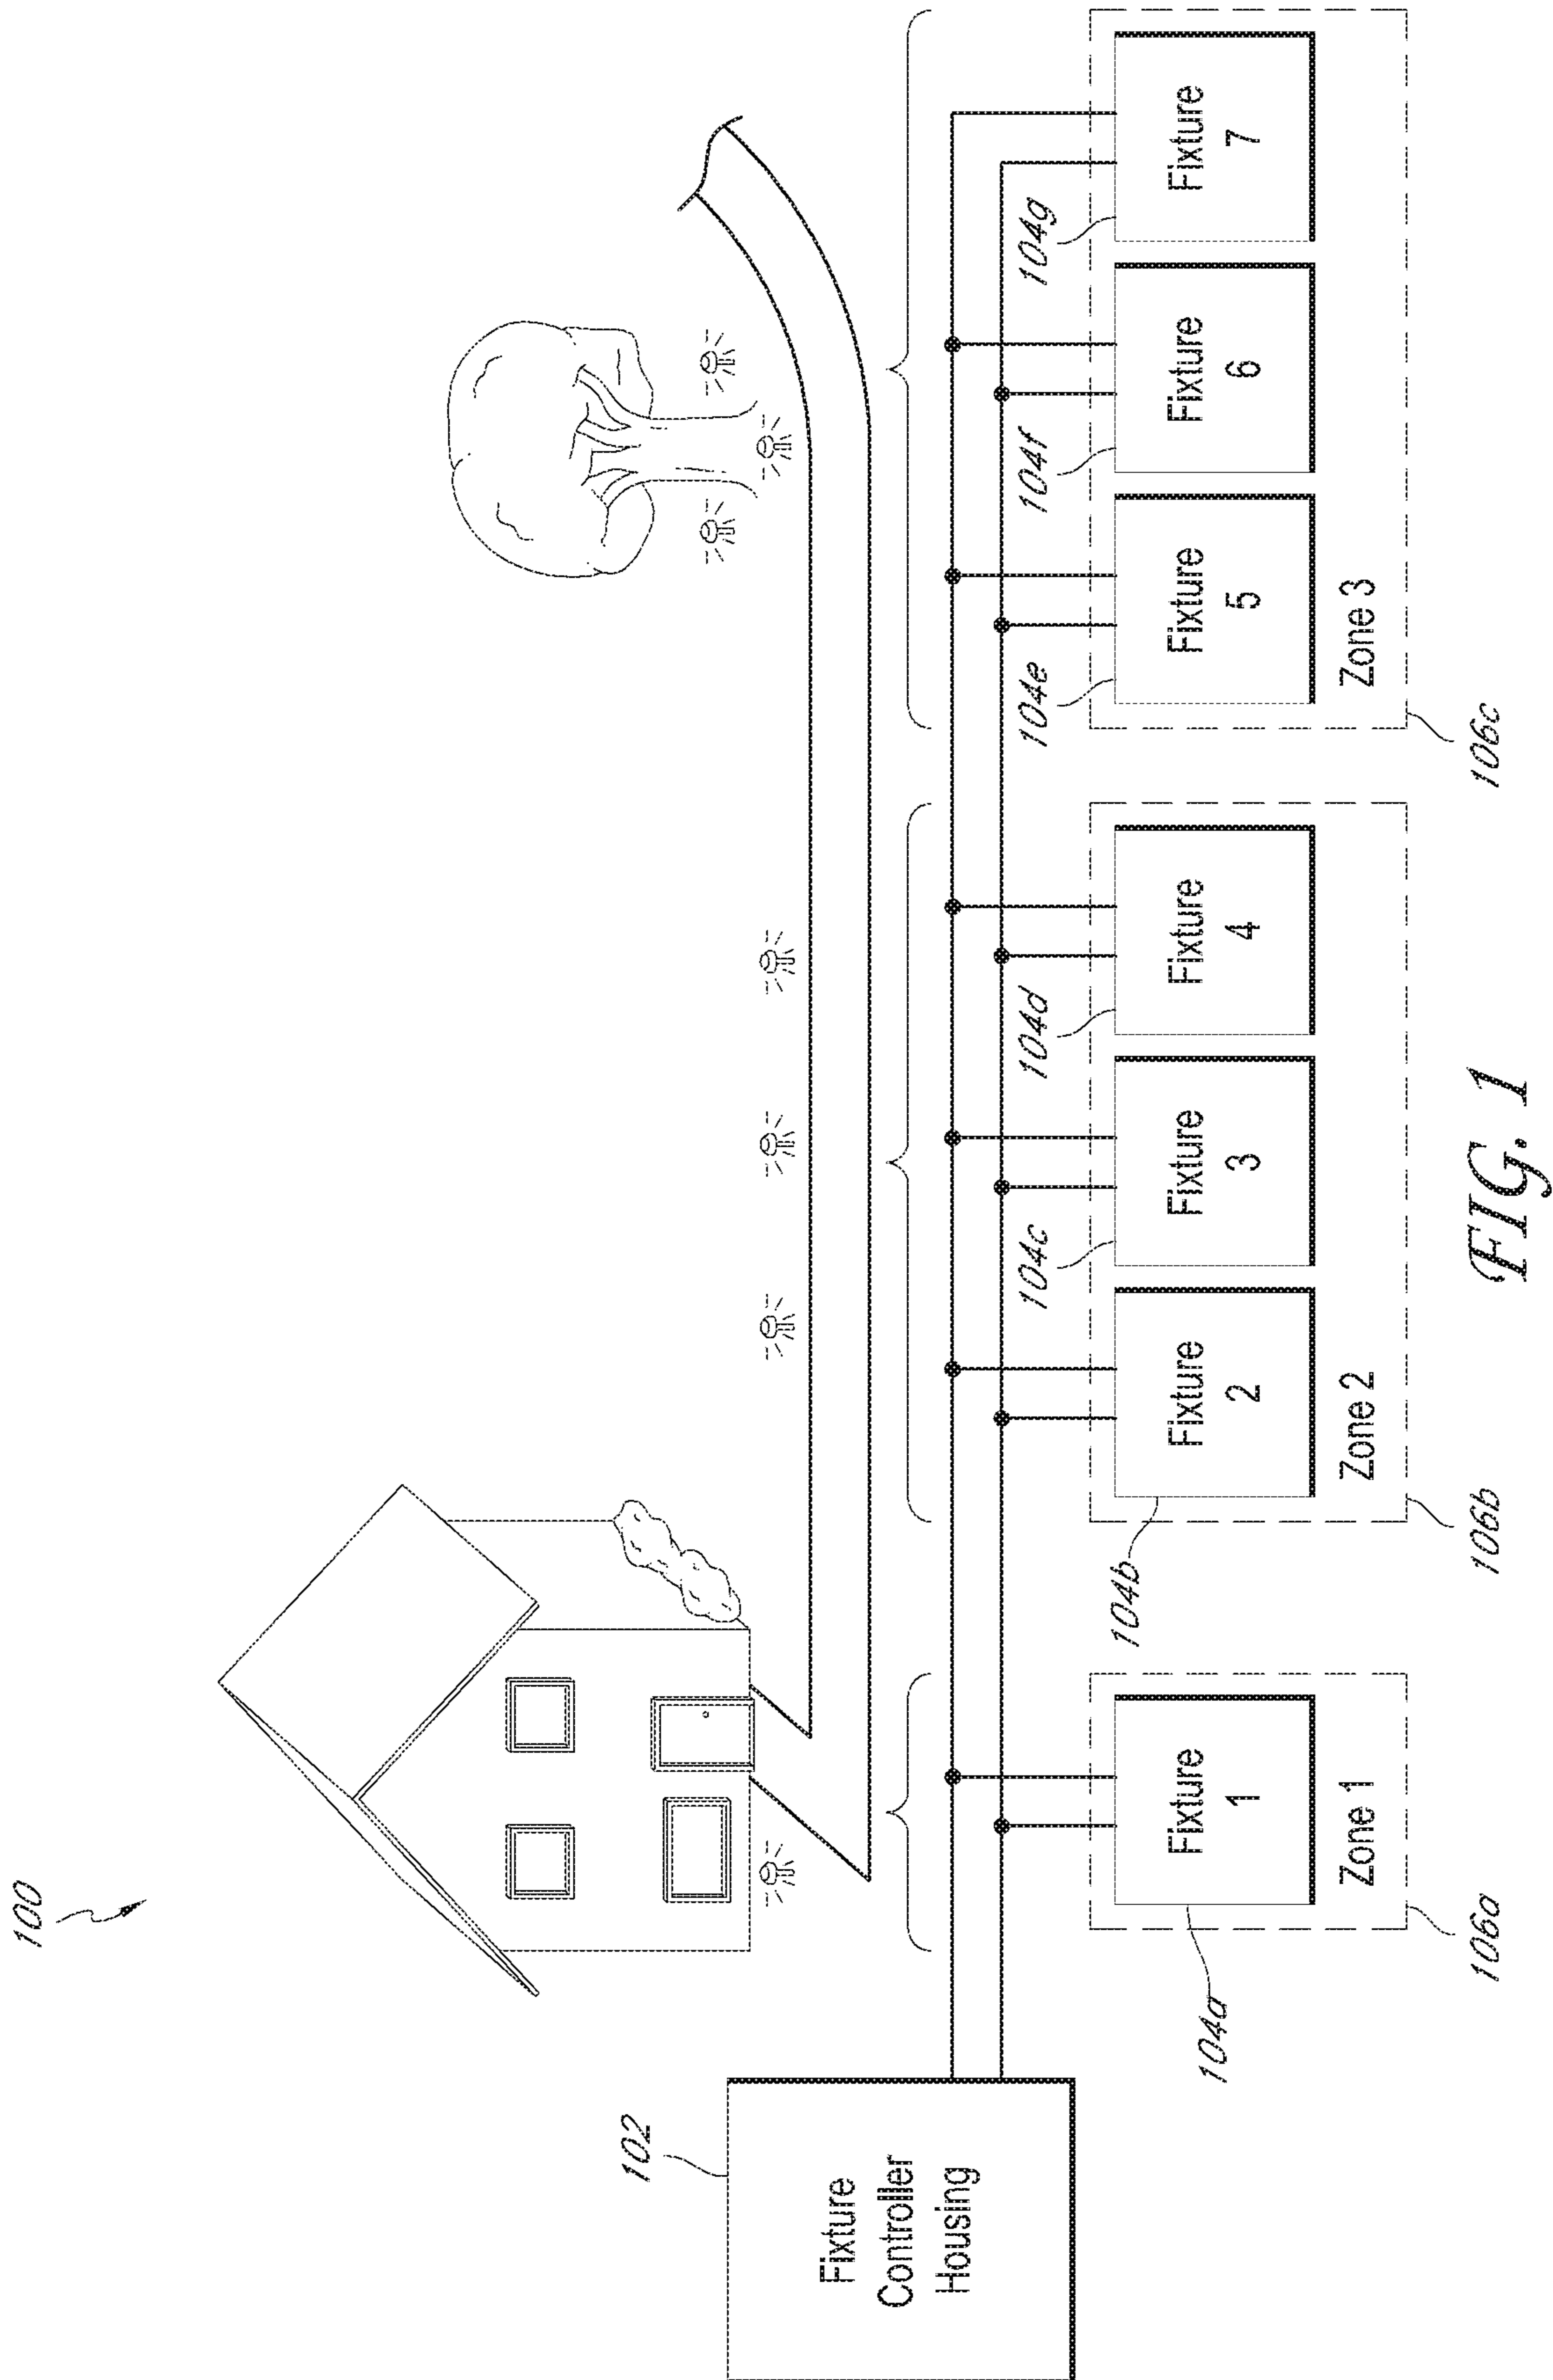 100
102
Fixture
Controller
Housing
104a
Fixture
1
Zone 1
106a
104b
Fixture
2
104c
Fixture
3
104d
Fixture
4
Zone 2
106b
104e
Fixture
5
104f
Fixture
6
104g
Fixture
7
Zone 3
106c
FIG. 1